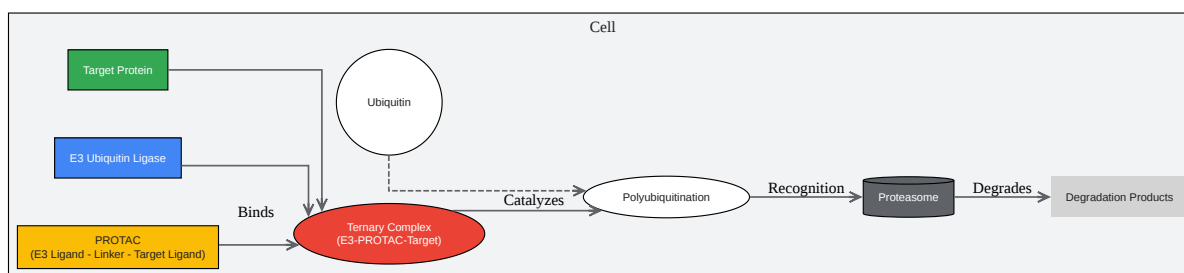 Cell
Target Protein
Ubiquitin
E3 Ubiquitin Ligase
Binds
PROTAC
(E3 Ligand - Linker - Target Ligand)
Ternary Complex
(E3-PROTAC-Target)
Catalyzes
Polyubiquitination
Recognition
Proteasome
Degrades
Degradation Products